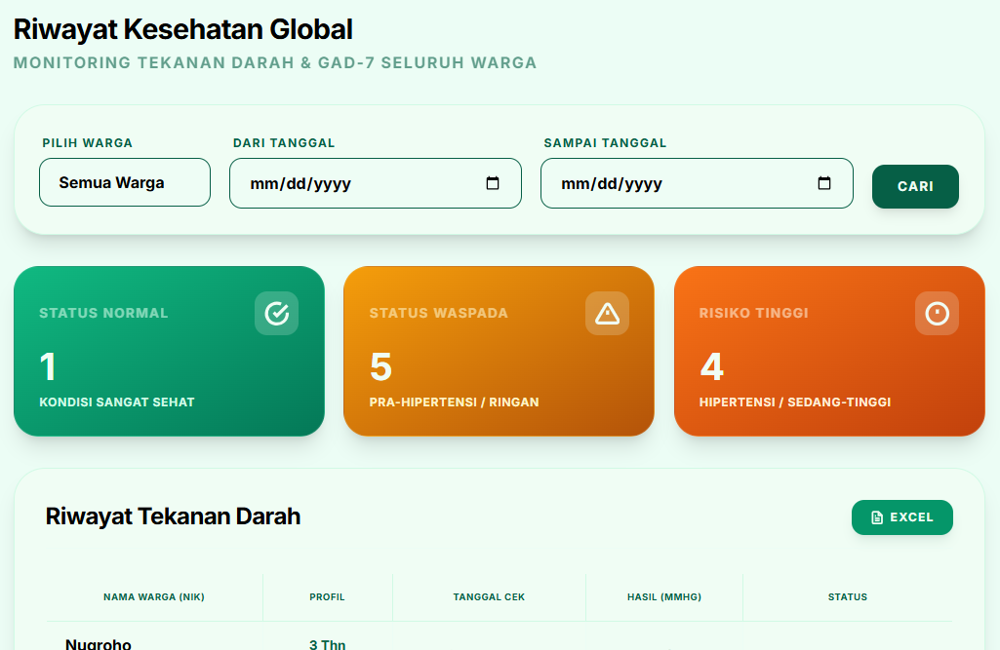 Riwayat Kesehatan Global
MONITORING TEKANAN DARAH & GAD-7 SELURUH WARGA
PILIH WARGA
DARI TANGGAL
SAMPAI TANGGAL
Semua Warga
mm/dd/yyyy
mm/dd/yyyy
CARI
STATUS NORMAL
1
KONDISI SANGAT SEHAT
STATUS WASPADA
5
PRA-HIPERTENSI / RINGAN
RISIKO TINGGI
4
HIPERTENSI / SEDANG-TINGGI
Riwayat Tekanan Darah
EXCEL
NAMA WARGA (NIK)
PROFIL
TANGGAL CEK
HASIL (MMHG)
STATUS
Nugroho
3 Thn